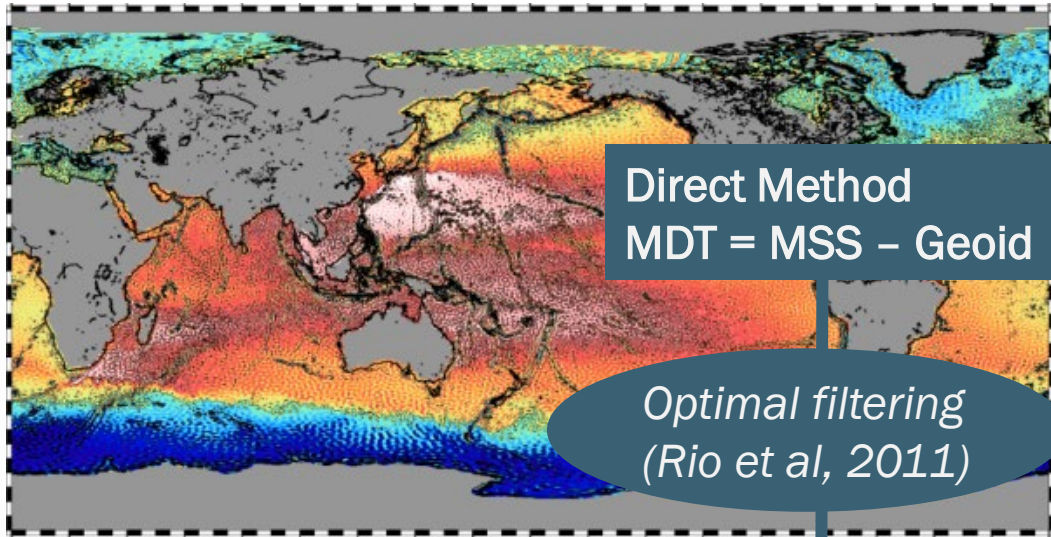 Direct Method
MDT = MSS – Geoid
Optimal filtering
(Rio et al, 2011)